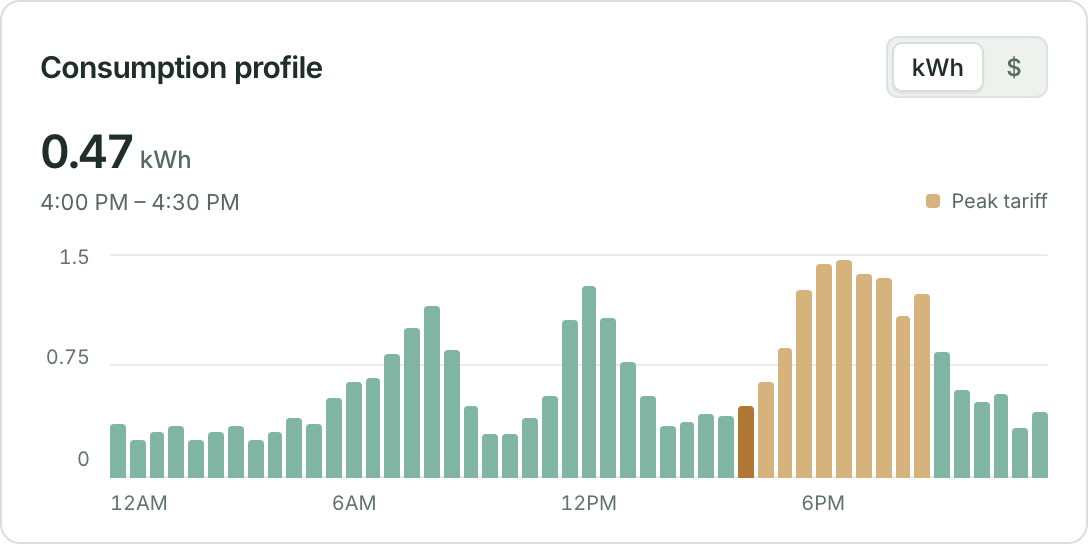 Consumption profile
kWh $
0.47 kWh
4:00 PM – 4:30 PM
Peak tariff
1.5
0.75
0
12AM 6AM 12PM 6PM